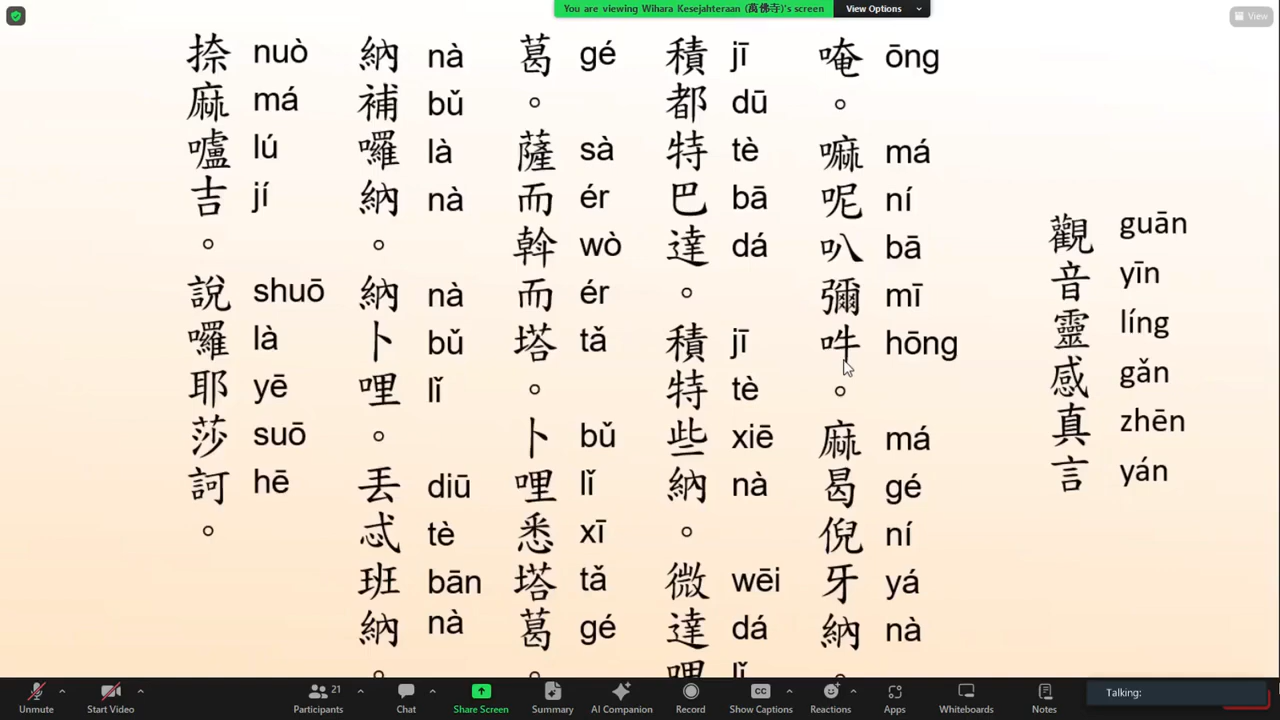 You are viewing Wihara Kesejahteraan (萬佛寺)'s screen
View Options
View
觀音靈感真言
guān yīn líng gǎn zhēn yán
唵。嘛呢叭彌吽。麻曷倪牙納。
ōng má ní bā mī hōng má gé ní yá nà
積都特巴達。積特些納。微達哩
jī dū tè bā dá jī tè xiē nà wēi dá lǐ
葛。薩而斡而塔。卜哩悉塔葛。
gé sà ér wò ér tǎ bǔ lǐ xī tǎ gé
納補囉納。納卜哩。丟忒班納。
nà bǔ là nà nà bǔ lǐ diū tè bān nà
捺麻嚧吉。說囉耶莎訶。
nuò má lú jí shuō là yē suō hē
Unmute
Start Video
21
Participants
Chat
Share Screen
Summary
AI Companion
Record
CC
Show Captions
Reactions
Apps
Whiteboards
Notes
Talking: